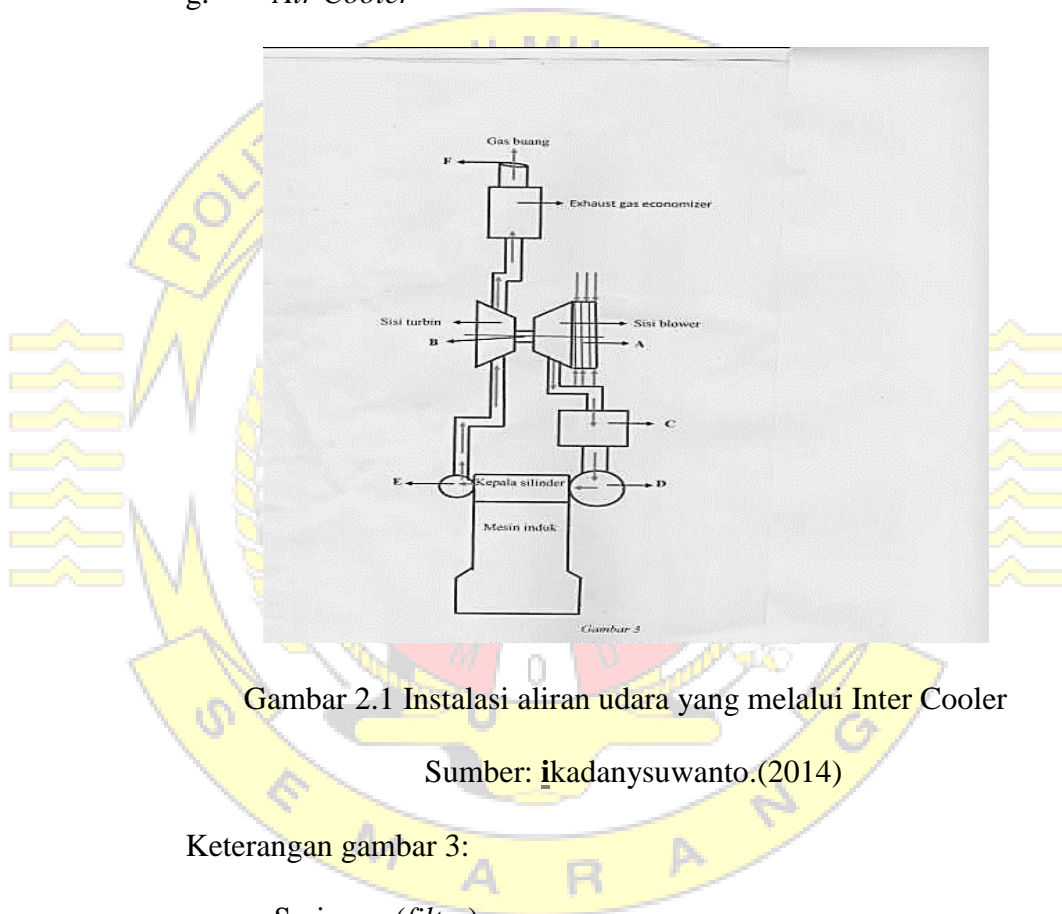 g. Air Cooler
Gas buang
F
Exhaust gas economizer
Sisi turbin
Sisi blower
B
A
C
E
Kepala silinder
D
Mesin induk
Gambar 3
Gambar 2.1 Instalasi aliran udara yang melalui Inter Cooler
Sumber: ikadanysuwanto.(2014)
Keterangan gambar 3:
SEMARANG